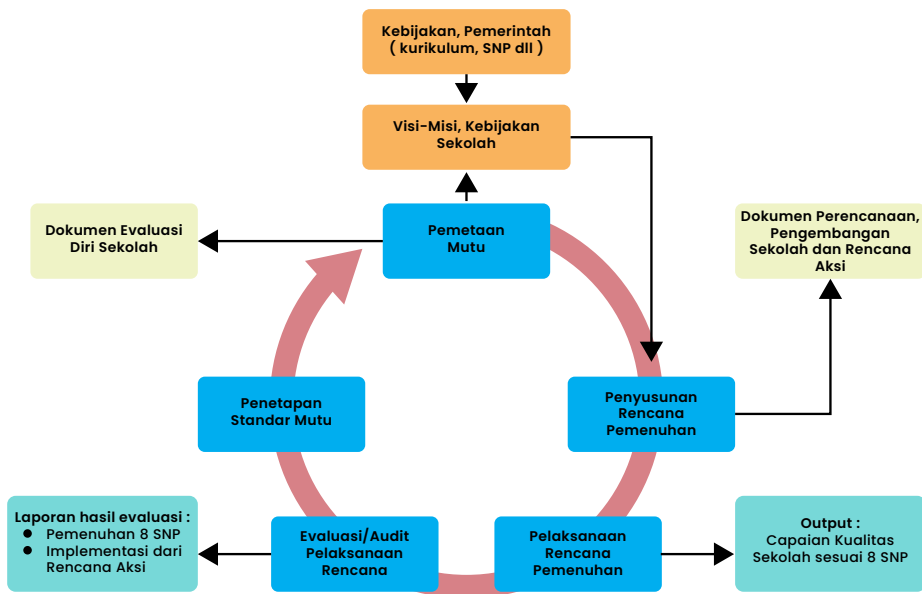 Kebijakan, Pemerintah
( kurikulum, SNP dll )
Visi-Misi, Kebijakan
Sekolah
Dokumen Evaluasi
Diri Sekolah
Pemetaan
Mutu
Dokumen Perencanaan,
Pengembangan
Sekolah dan Rencana
Aksi
Penetapan
Standar Mutu
Penyusunan
Rencana
Pemenuhan
Laporan hasil evaluasi :
● Pemenuhan 8 SNP
● Implementasi dari
Rencana Aksi
Evaluasi/Audit
Pelaksanaan
Rencana
Pelaksanaan
Rencana
Pemenuhan
Output :
Capaian Kualitas
Sekolah sesuai 8 SNP